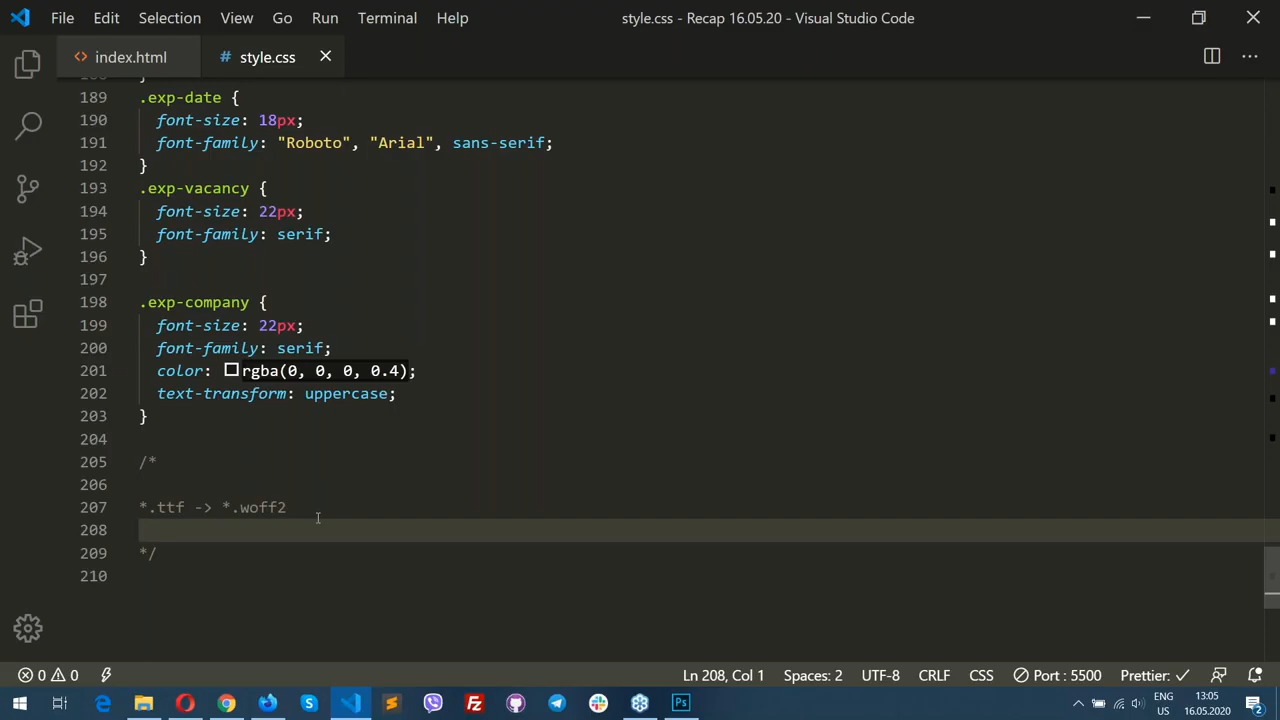 File Edit Selection View Go Run Terminal Help style.css - Recap 16.05.20 - Visual Studio Code
index.html # style.css
189 .exp-date {
190 font-size: 18px;
191 font-family: "Roboto", "Arial", sans-serif;
192 }
193 .exp-vacancy {
194 font-size: 22px;
195 font-family: serif;
196 }
197
198 .exp-company {
199 font-size: 22px;
200 font-family: serif;
201 color: rgba(0, 0, 0, 0.4);
202 text-transform: uppercase;
203 }
204
205 /*
206
207 *.ttf -> *.woff2
208
209 */
210
0 0 Ln 208, Col 1 Spaces: 2 UTF-8 CRLF CSS Port : 5500 Prettier:
ENG 13:05
US 16.05.2020 2